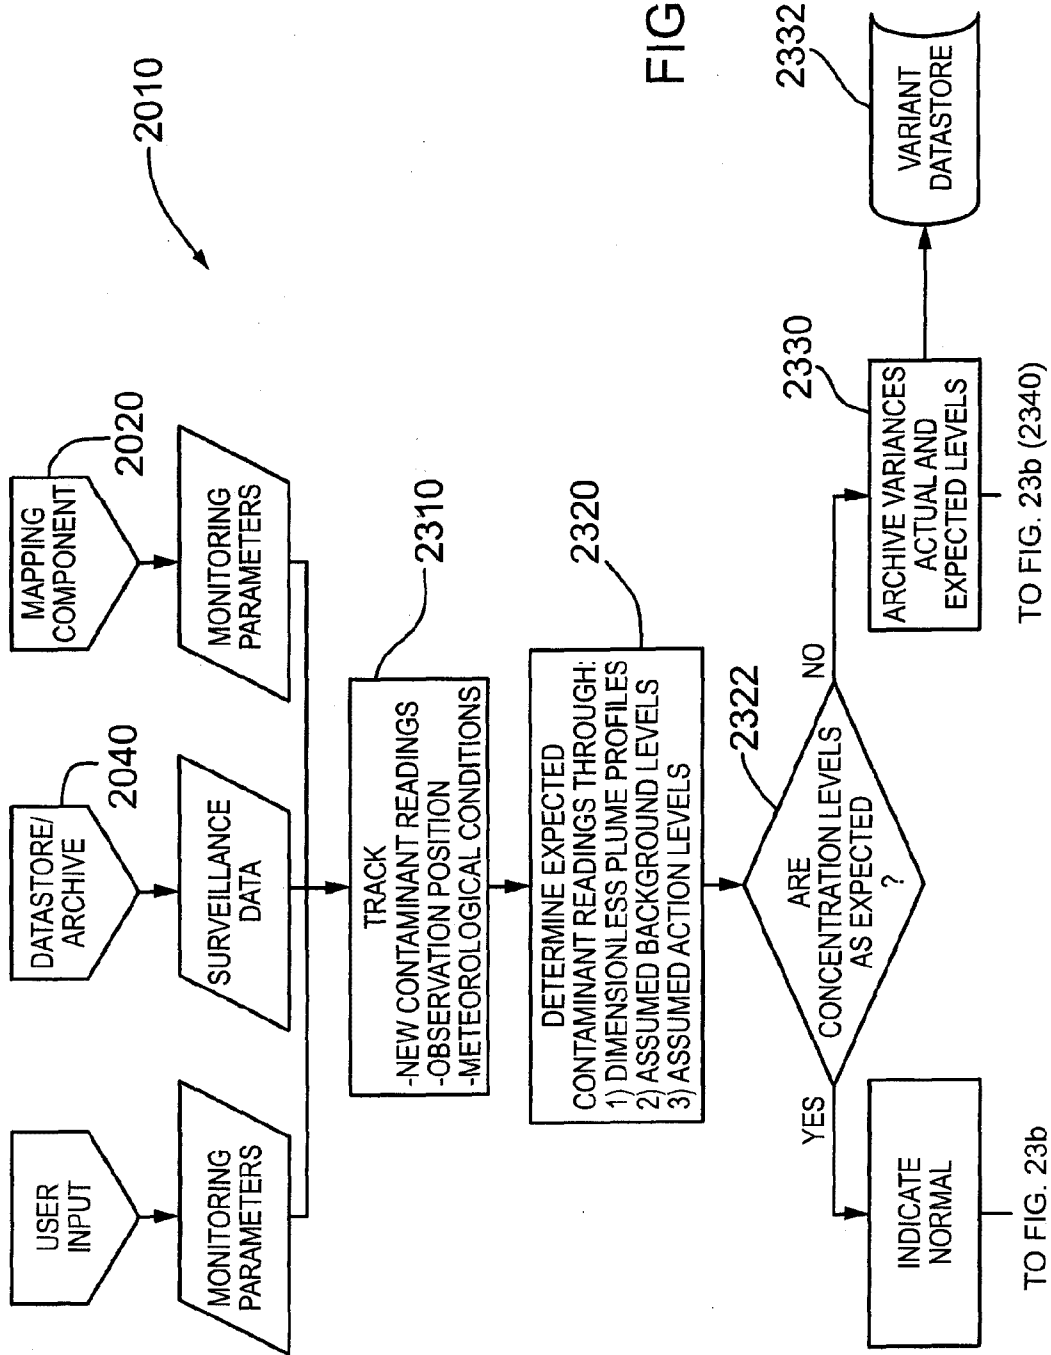 USER
INPUT
DATASTORE/
ARCHIVE
2040
MAPPING
COMPONENT
2020
2010
MONITORING
PARAMETERS
SURVEILLANCE
DATA
MONITORING
PARAMETERS
2310
TRACK
-NEW CONTAMINANT READINGS
-OBSERVATION POSITION
-METEOROLOGICAL CONDITIONS
2320
DETERMINE EXPECTED
CONTAMINANT READINGS THROUGH:
1) DIMENSIONLESS PLUME PROFILES
2) ASSUMED BACKGROUND LEVELS
3) ASSUMED ACTION LEVELS
2322
ARE
CONCENTRATION LEVELS
AS EXPECTED
?
YES
NO
INDICATE
NORMAL
TO FIG. 23b
2330
ARCHIVE VARIANCES
ACTUAL AND
EXPECTED LEVELS
TO FIG. 23b (2340)
2332
VARIANT
DATASTORE
FIG